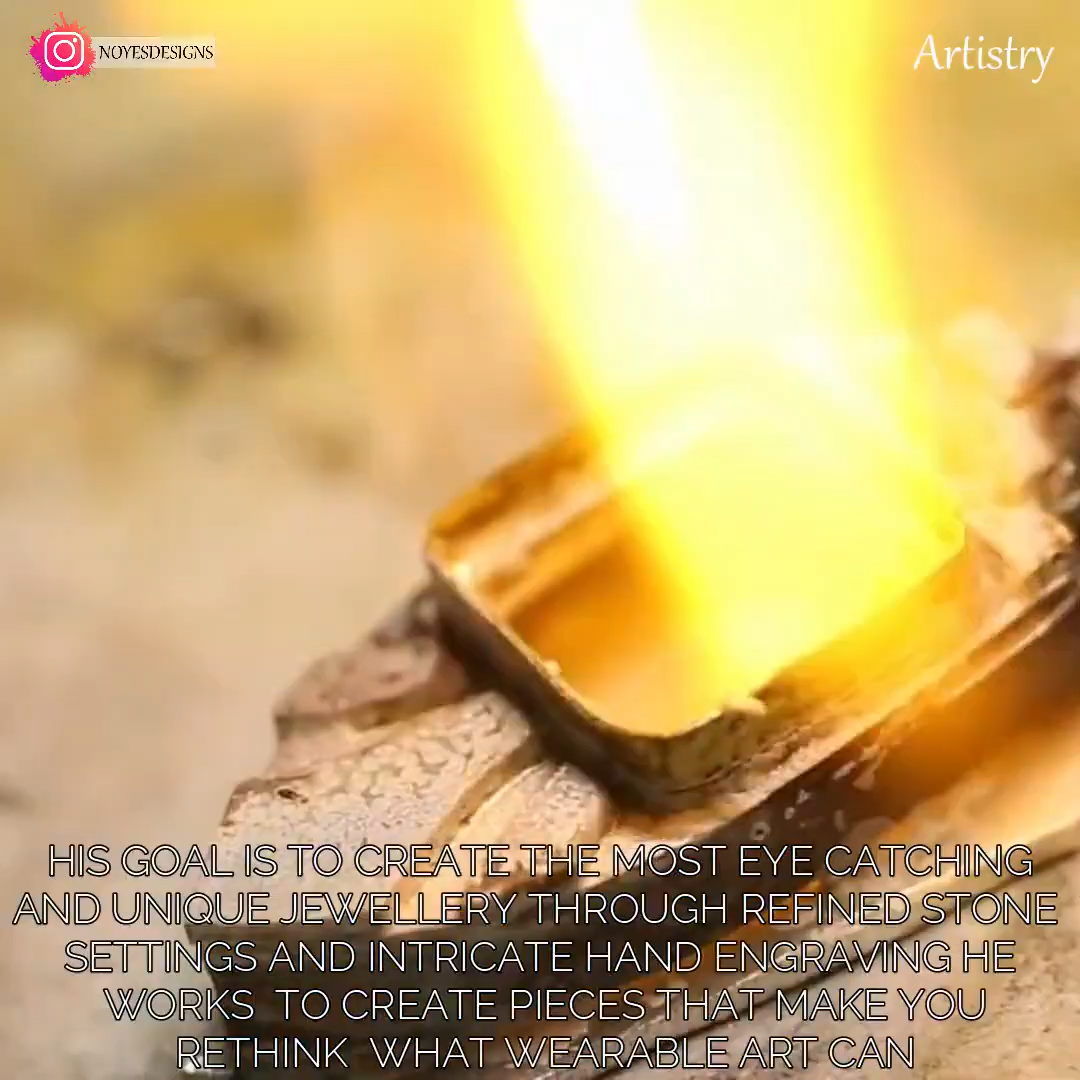 NOYESDESIGNS
Artistry
HIS GOAL IS TO CREATE THE MOST EYE CATCHING
AND UNIQUE JEWELLERY THROUGH REFINED STONE
SETTINGS AND INTRICATE HAND ENGRAVING HE
WORKS TO CREATE PIECES THAT MAKE YOU
RETHINK WHAT WEARABLE ART CAN